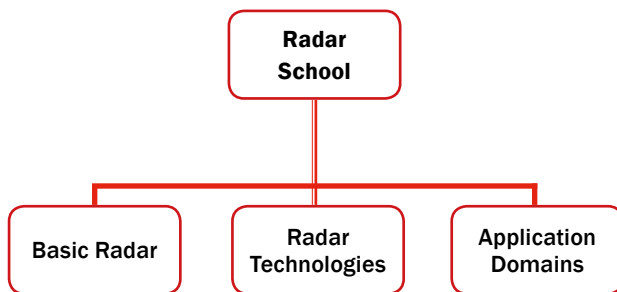 Radar
School
Basic Radar
Radar
Technologies
Application
Domains